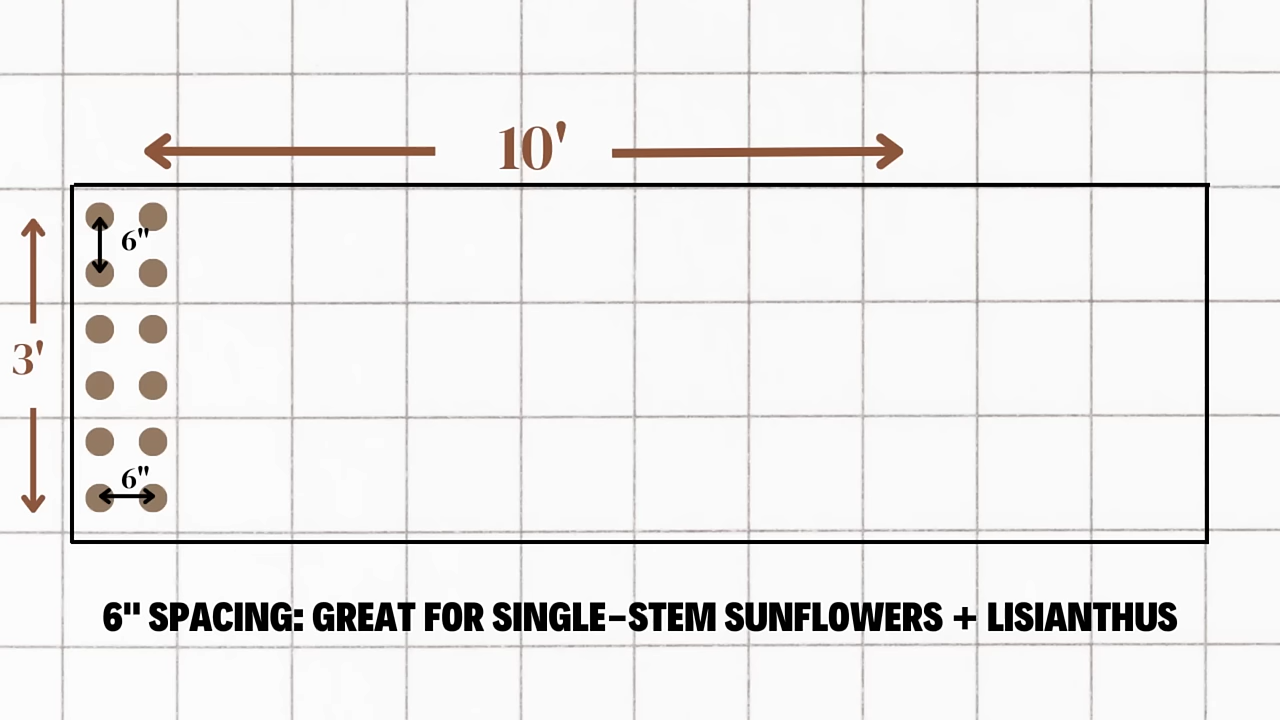 10'
6"
3'
6"
6" SPACING: GREAT FOR SINGLE-STEM SUNFLOWERS + LISIANTHUS